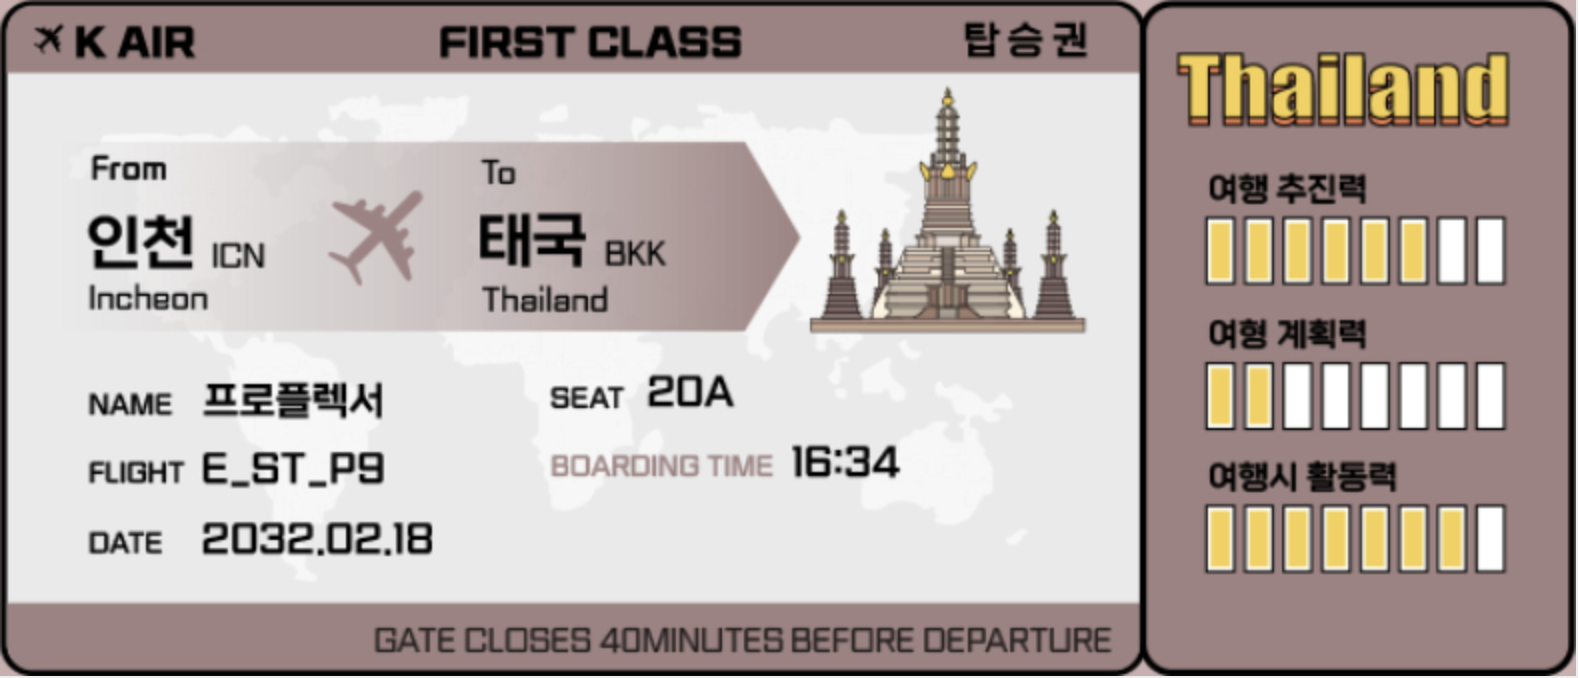 K AIR FIRST CLASS 탑승권
From
인천 ICN
Incheon
To
태국 BKK
Thailand
NAME 프로플렉서
SEAT 20A
FLIGHT E_ST_P9
BOARDING TIME 16:34
DATE 2032.02.18
GATE CLOSES 40MINUTES BEFORE DEPARTURE
Thailand
여행 추진력
여형 계획력
여행시 활동력